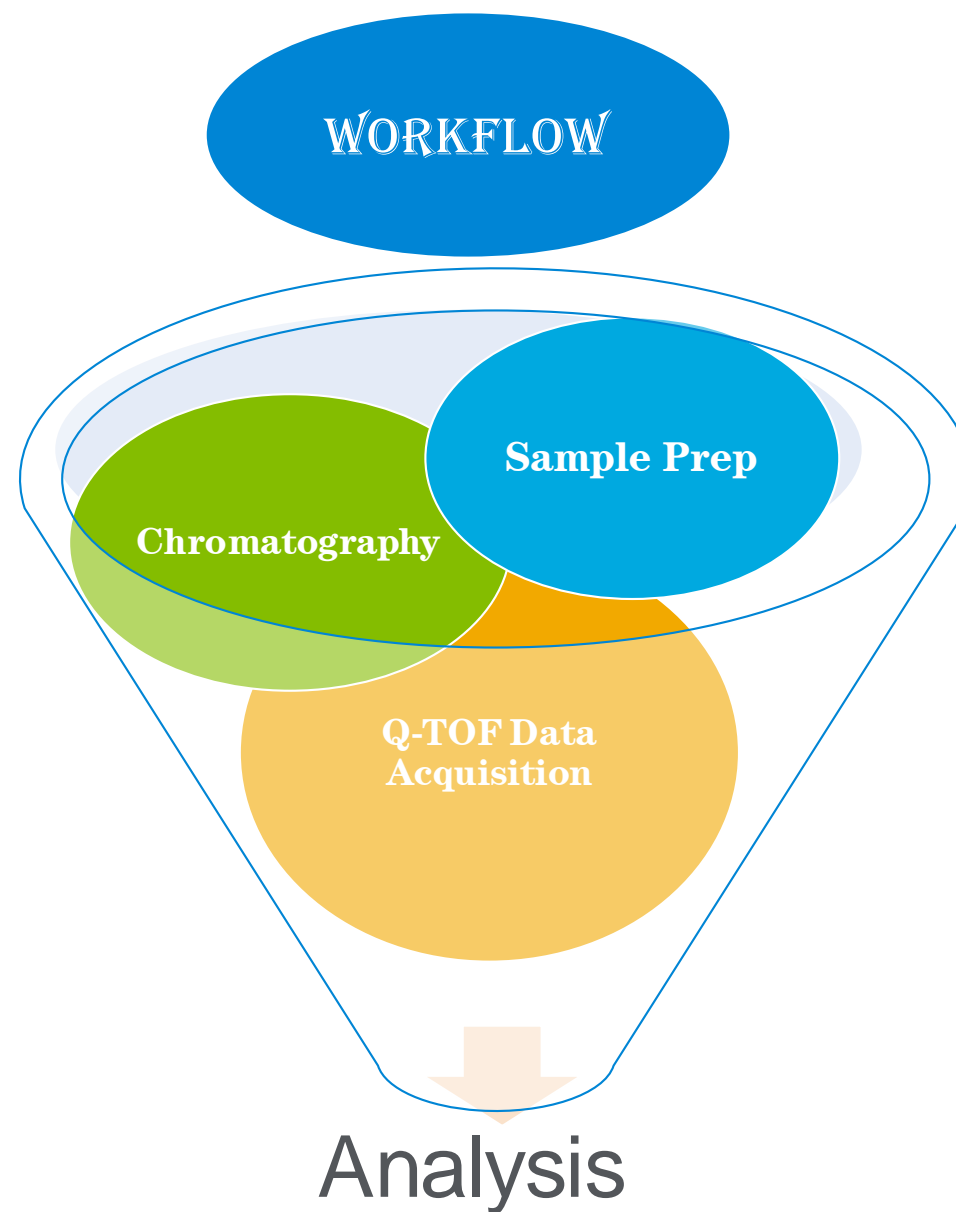 WORKFLOW
Sample Prep
Chromatography
Q-TOF Data
Acquisition
Analysis